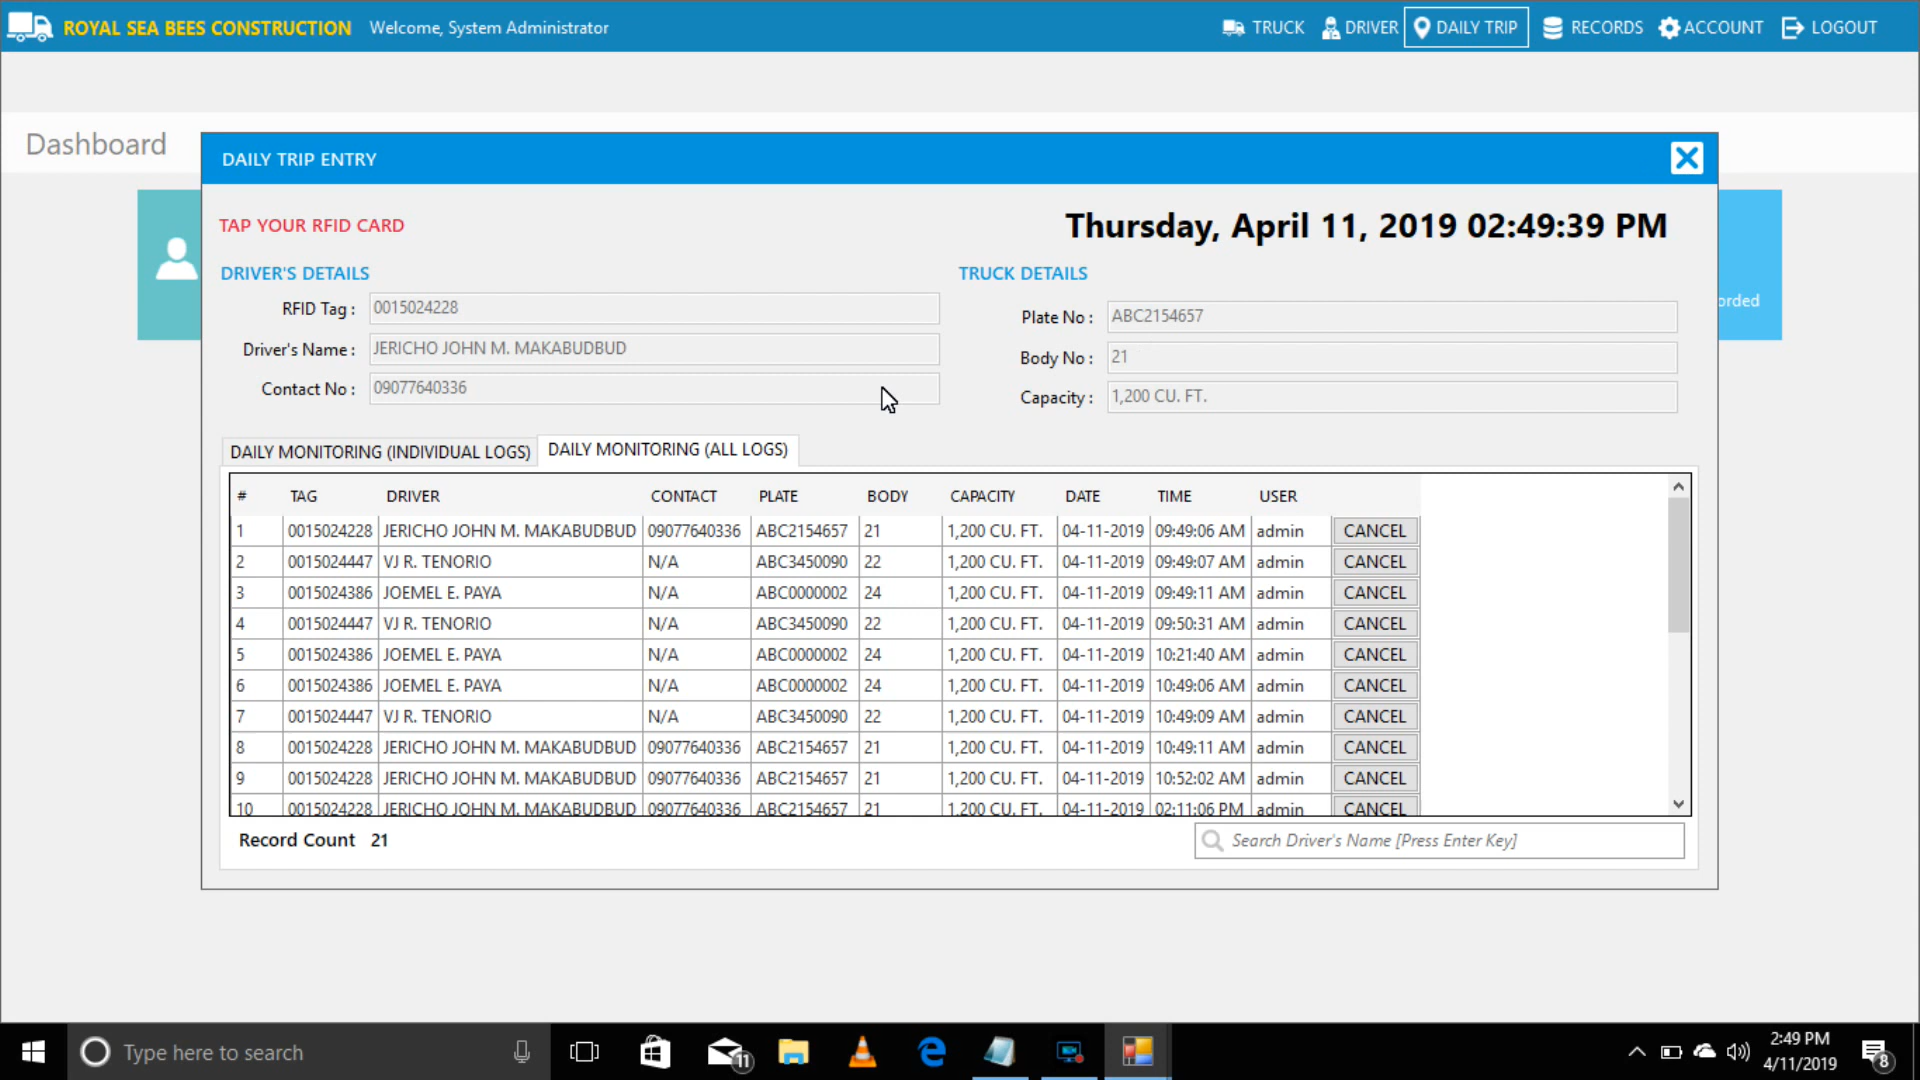 ROYAL SEA BEES CONSTRUCTION Welcome, System Administrator TRUCK DRIVER DAILY TRIP RECORDS ACCOUNT LOGOUT
Dashboard
DAILY TRIP ENTRY
TAP YOUR RFID CARD Thursday, April 11, 2019 02:49:39 PM
DRIVER'S DETAILS TRUCK DETAILS
RFID Tag : 0015024228 Plate No : ABC2154657
orded
Driver's Name : JERICHO JOHN M. MAKABUDBUD Body No : 21
Contact No : 09077640336 Capacity : 1,200 CU. FT.
DAILY MONITORING (INDIVIDUAL LOGS) DAILY MONITORING (ALL LOGS)
# TAG DRIVER CONTACT PLATE BODY CAPACITY DATE TIME USER
1 0015024228 JERICHO JOHN M. MAKABUDBUD 09077640336 ABC2154657 21 1,200 CU. FT. 04-11-2019 09:49:06 AM admin CANCEL
2 0015024447 VJ R. TENORIO N/A ABC3450090 22 1,200 CU. FT. 04-11-2019 09:49:07 AM admin CANCEL
3 0015024386 JOEMEL E. PAYA N/A ABC0000002 24 1,200 CU. FT. 04-11-2019 09:49:11 AM admin CANCEL
4 0015024447 VJ R. TENORIO N/A ABC3450090 22 1,200 CU. FT. 04-11-2019 09:50:31 AM admin CANCEL
5 0015024386 JOEMEL E. PAYA N/A ABC0000002 24 1,200 CU. FT. 04-11-2019 10:21:40 AM admin CANCEL
6 0015024386 JOEMEL E. PAYA N/A ABC0000002 24 1,200 CU. FT. 04-11-2019 10:49:06 AM admin CANCEL
7 0015024447 VJ R. TENORIO N/A ABC3450090 22 1,200 CU. FT. 04-11-2019 10:49:09 AM admin CANCEL
8 0015024228 JERICHO JOHN M. MAKABUDBUD 09077640336 ABC2154657 21 1,200 CU. FT. 04-11-2019 10:49:11 AM admin CANCEL
9 0015024228 JERICHO JOHN M. MAKABUDBUD 09077640336 ABC2154657 21 1,200 CU. FT. 04-11-2019 10:52:02 AM admin CANCEL
10 0015024228 JERICHO JOHN M. MAKABUDBUD 09077640336 ABC2154657 21 1,200 CU. FT. 04-11-2019 02:11:06 PM admin CANCEL
Record Count 21 Search Driver's Name [Press Enter Key]
Type here to search 11 2:49 PM
4/11/2019 8